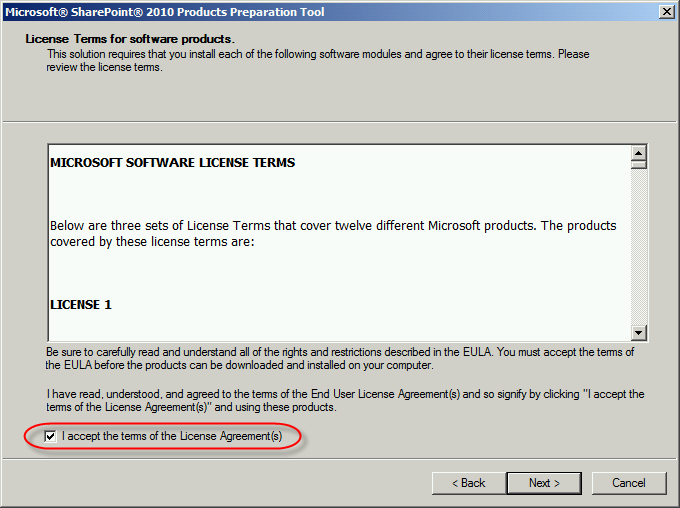 Microsoft® SharePoint® 2010 Products Preparation Tool
License Terms for software products.
This solution requires that you install each of the following software modules and agree to their license terms. Please
review the license terms.
MICROSOFT SOFTWARE LICENSE TERMS
Below are three sets of License Terms that cover twelve different Microsoft products. The products
covered by these license terms are:
LICENSE 1
Be sure to carefully read and understand all of the rights and restrictions described in the EULA. You must accept the terms of
the EULA before the products can be downloaded and installed on your computer.
I have read, understood, and agreed to the terms of the End User License Agreement(s) and so signify by clicking "I accept the
terms of the License Agreement(s)" and using these products.
I accept the terms of the License Agreement(s)
< Back Next > Cancel